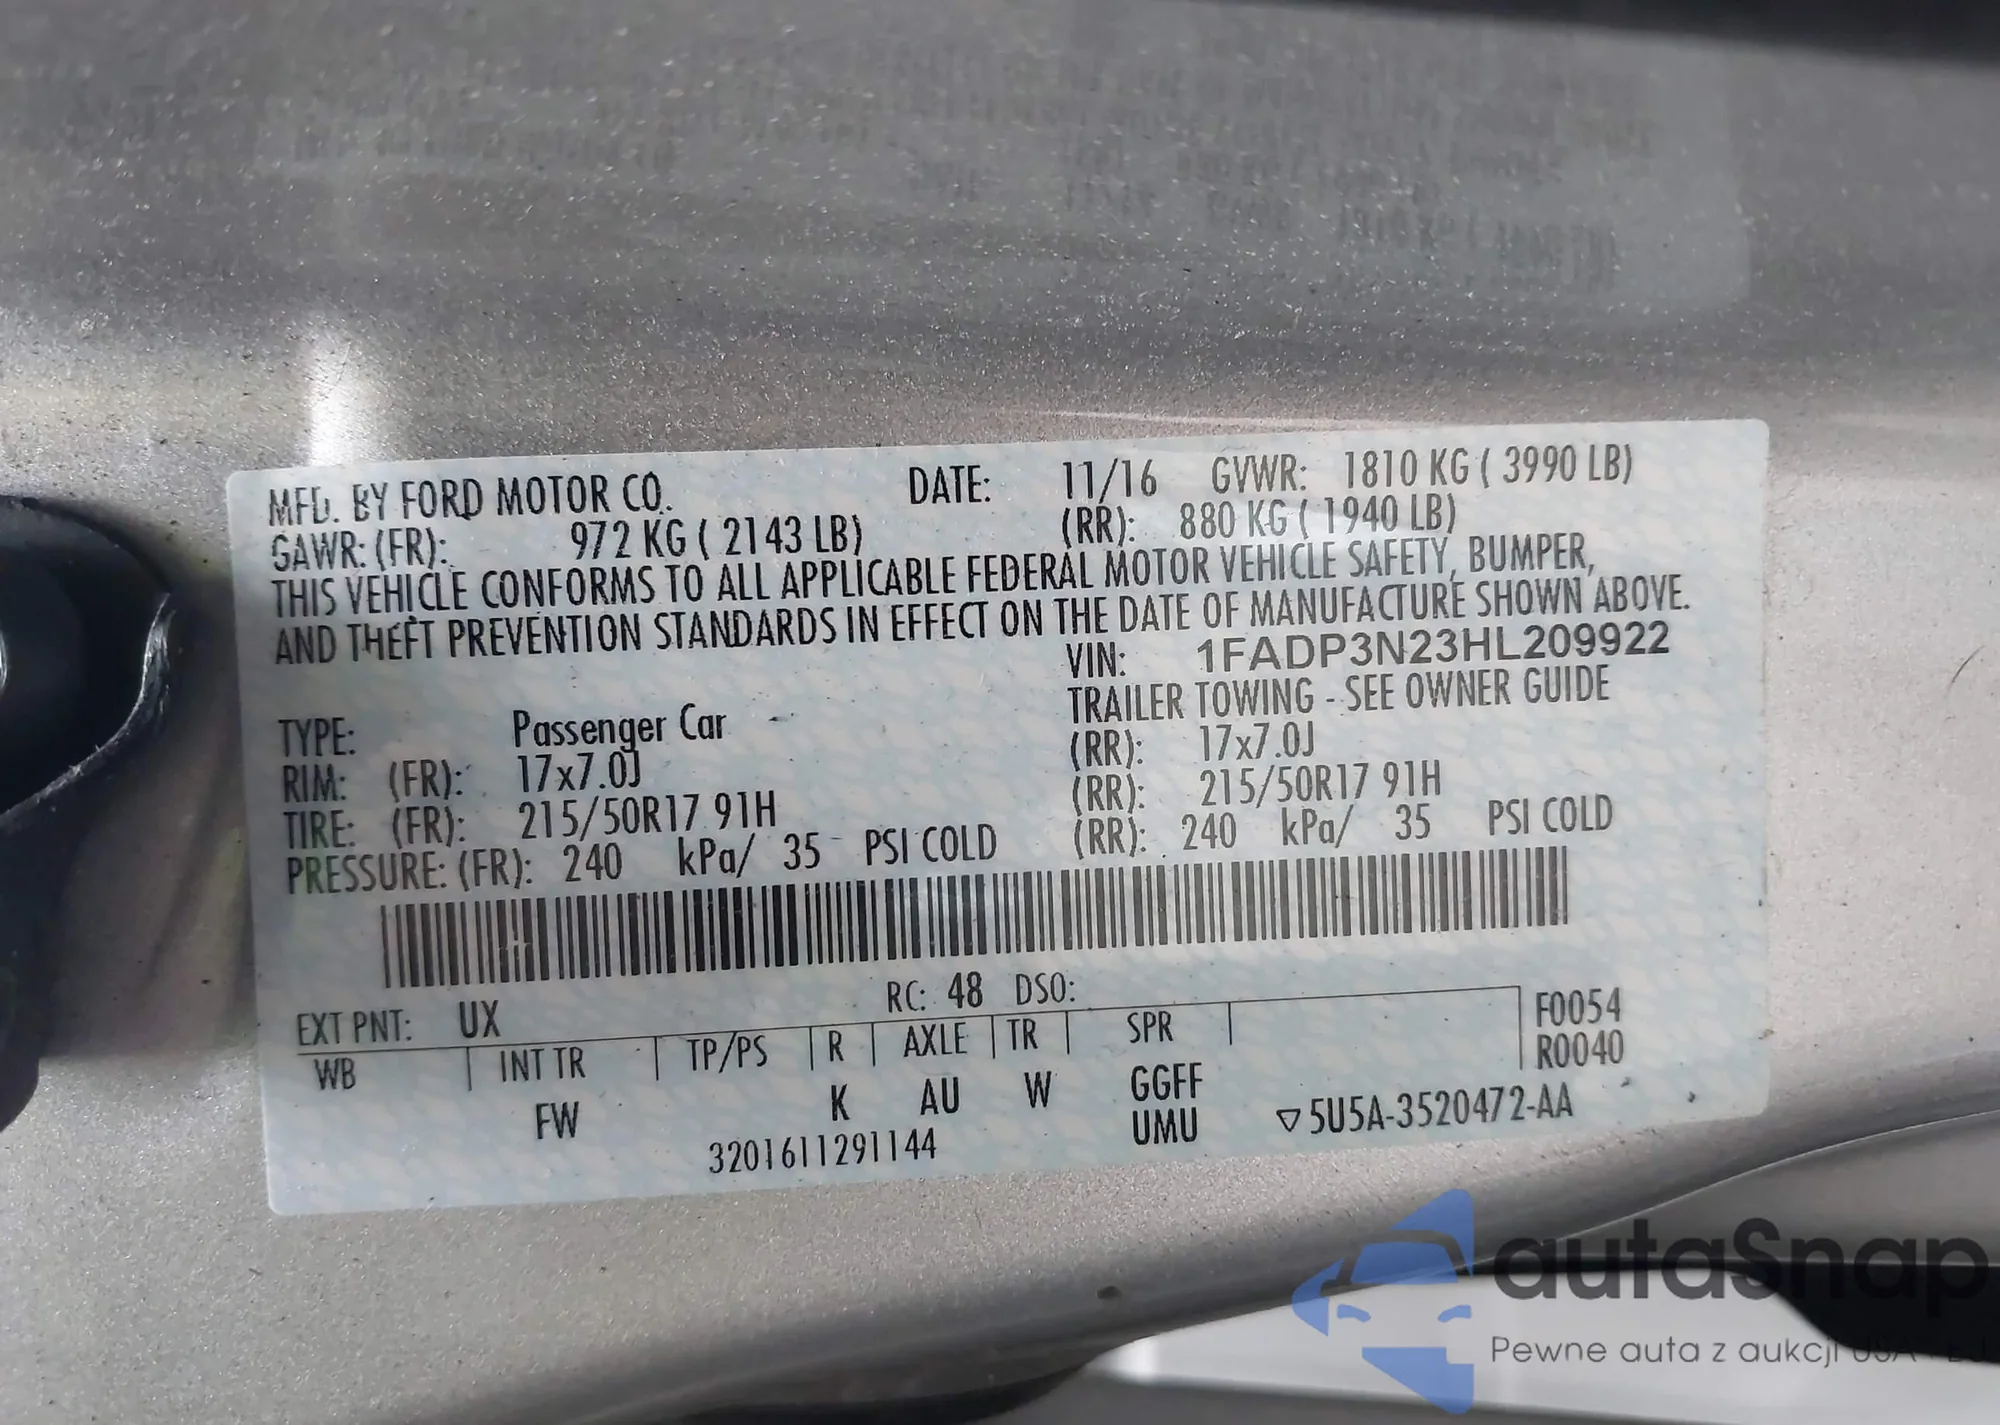 MFD. BY FORD MOTOR CO. DATE: 11/16 GVWR: 1810 KG ( 3990 LB)
GAWR: (FR): 972 KG ( 2143 LB) (RR): 880 KG ( 1940 LB)
THIS VEHICLE CONFORMS TO ALL APPLICABLE FEDERAL MOTOR VEHICLE SAFETY, BUMPER,
AND THEFT PREVENTION STANDARDS IN EFFECT ON THE DATE OF MANUFACTURE SHOWN ABOVE.
VIN: 1FADP3N23HL209922
TRAILER TOWING - SEE OWNER GUIDE
TYPE: Passenger Car
RIM: (FR): 17x7.0J (RR): 17x7.0J
TIRE: (FR): 215/50R17 91H (RR): 215/50R17 91H
PRESSURE: (FR): 240 kPa/ 35 PSI COLD (RR): 240 kPa/ 35 PSI COLD
EXT PNT: UX RC: 48 DSO:
WB INT TR TP/PS R AXLE TR SPR F0054
R0040
FW K AU W GGFF
UMU ▽5U5A-3520472-AA
3201611291144
autaSnap
Pewne auta z aukcji USA